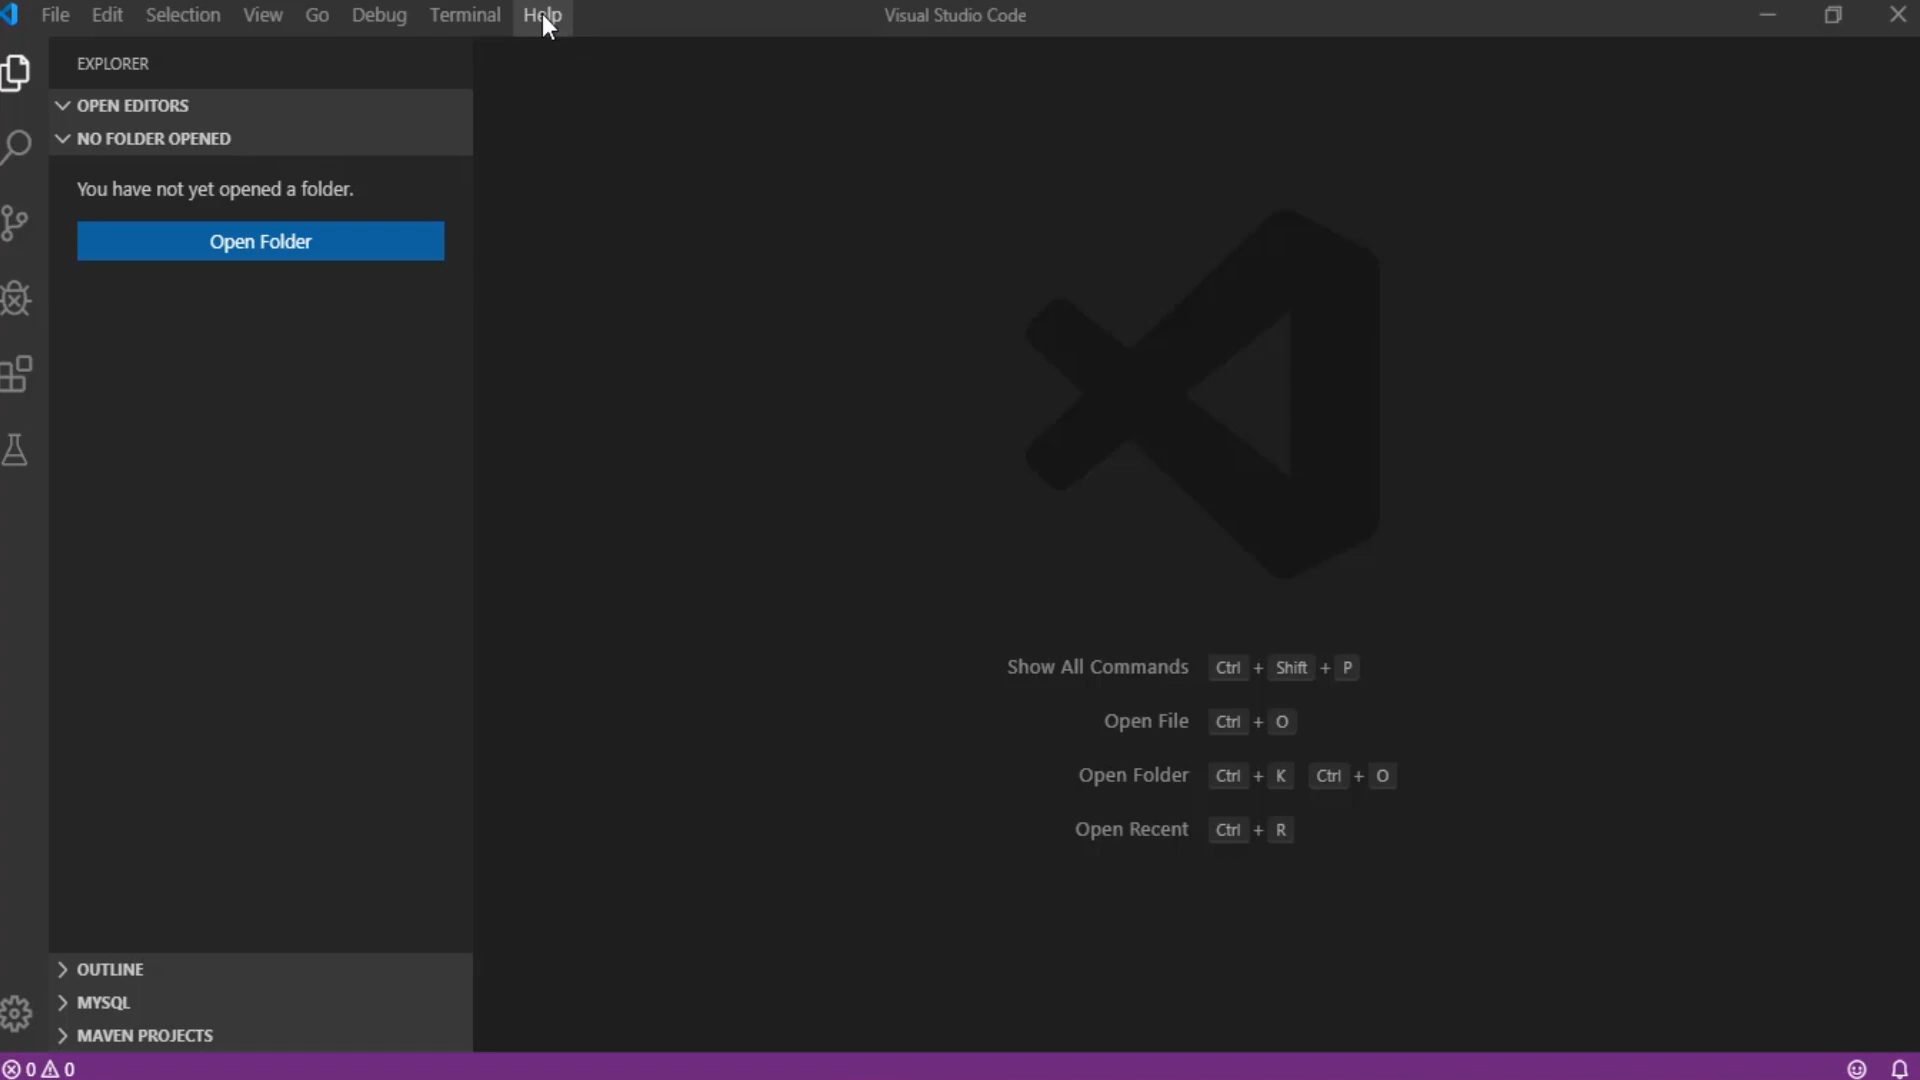 File Edit Selection View Go Debug Terminal Help Visual Studio Code
EXPLORER
OPEN EDITORS
NO FOLDER OPENED
You have not yet opened a folder.
Open Folder
Show All Commands Ctrl + Shift + P
Open File Ctrl + O
Open Folder Ctrl + K Ctrl + O
Open Recent Ctrl + R
OUTLINE
MYSQL
MAVEN PROJECTS
0 0